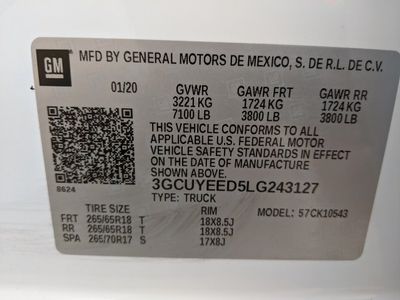 GM
MFD BY GENERAL MOTORS DE MEXICO, S. DE R.L. DE C.V.
01/20 GVWR GAWR FRT GAWR RR
3221 KG 1724 KG 1724 KG
7100 LB 3800 LB 3800 LB
THIS VEHICLE CONFORMS TO ALL
APPLICABLE U.S. FEDERAL MOTOR
VEHICLE SAFETY AND THEFT PREVENTION
STANDARDS IN EFFECT ON THE DATE OF
MANUFACTURE SHOWN ABOVE.
3GCUYEED5LG243127
8624 TYPE: TRUCK
TIRE SIZE RIM MODEL: 57CK10543
FRT 265/65R18 T 18X8.5J
RR 265/65R18 T 18X8.5J
SPA 265/70R17 S 17X8J